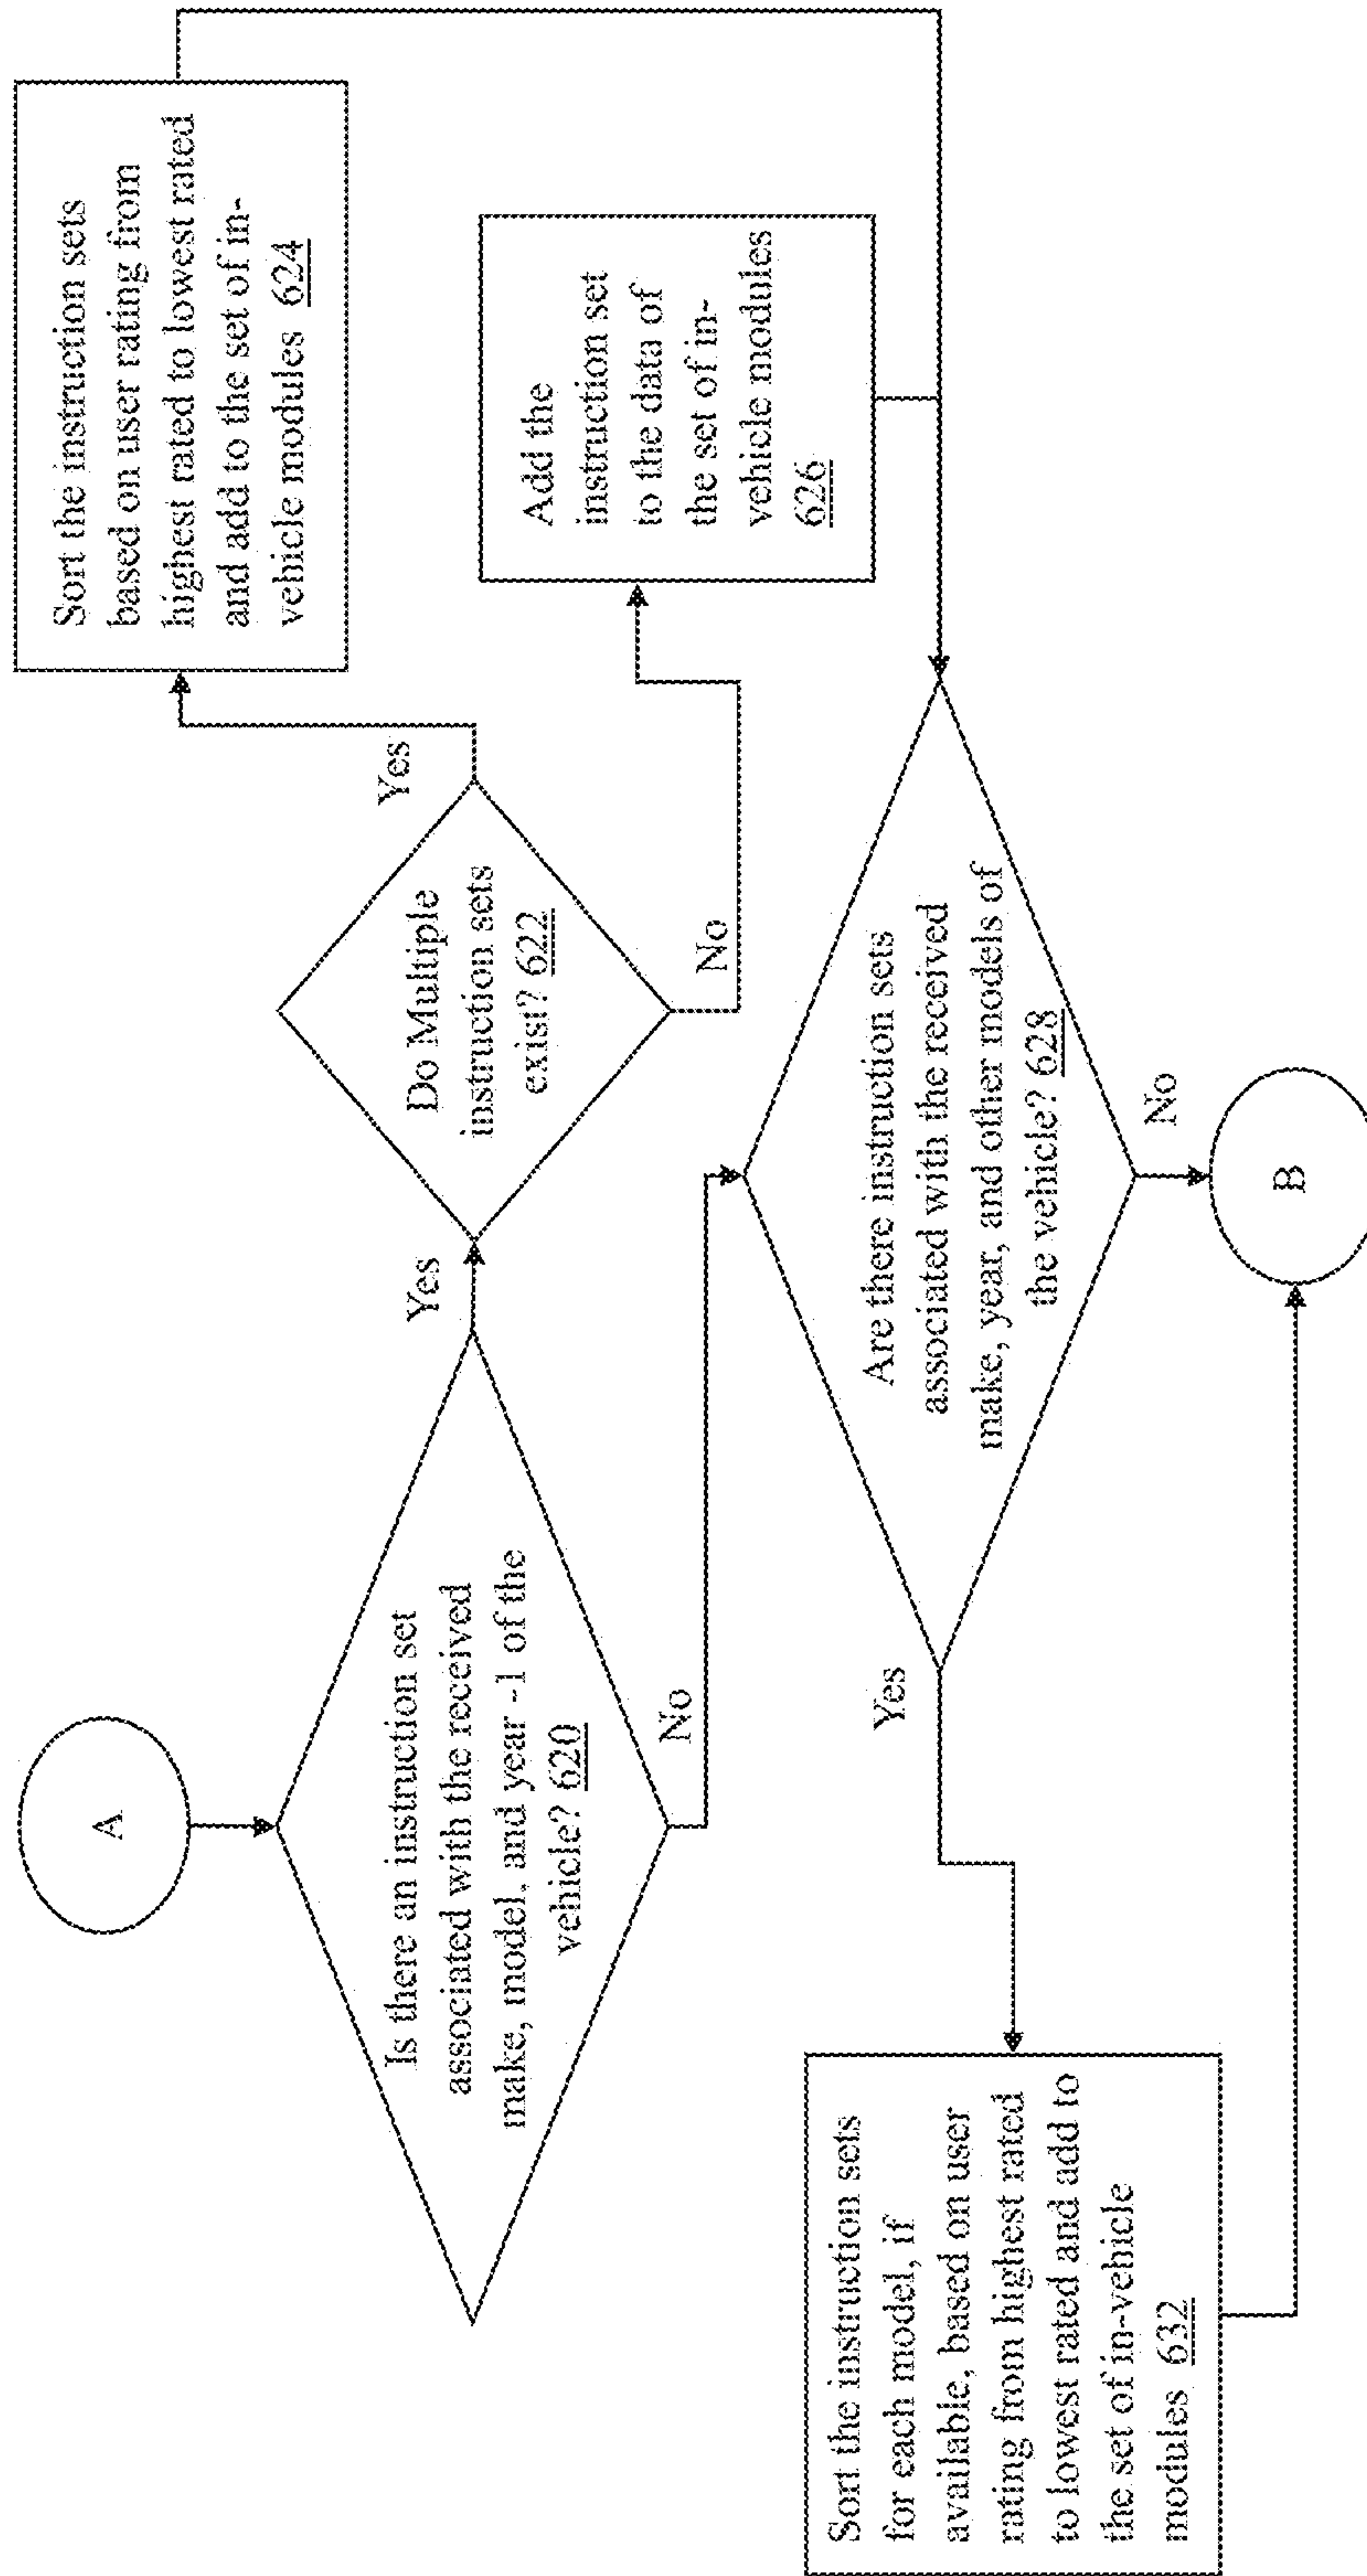 A
Is there an instruction set
associated with the received
make, model, and year -1 of the
vehicle? 620
Yes
No
Do Multiple
instruction sets
exist? 622
Yes
No
Sort the instruction sets
based on user rating from
highest rated to lowest rated
and add to the set of in-
vehicle modules 624
Add the
instruction set
to the data of
the set of in-
vehicle modules
626
Are there instruction sets
associated with the received
make, year, and other models of
the vehicle? 628
Yes
No
Sort the instruction sets
for each model, if
available, based on user
rating from highest rated
to lowest rated and add to
the set of in-vehicle
modules 632
B